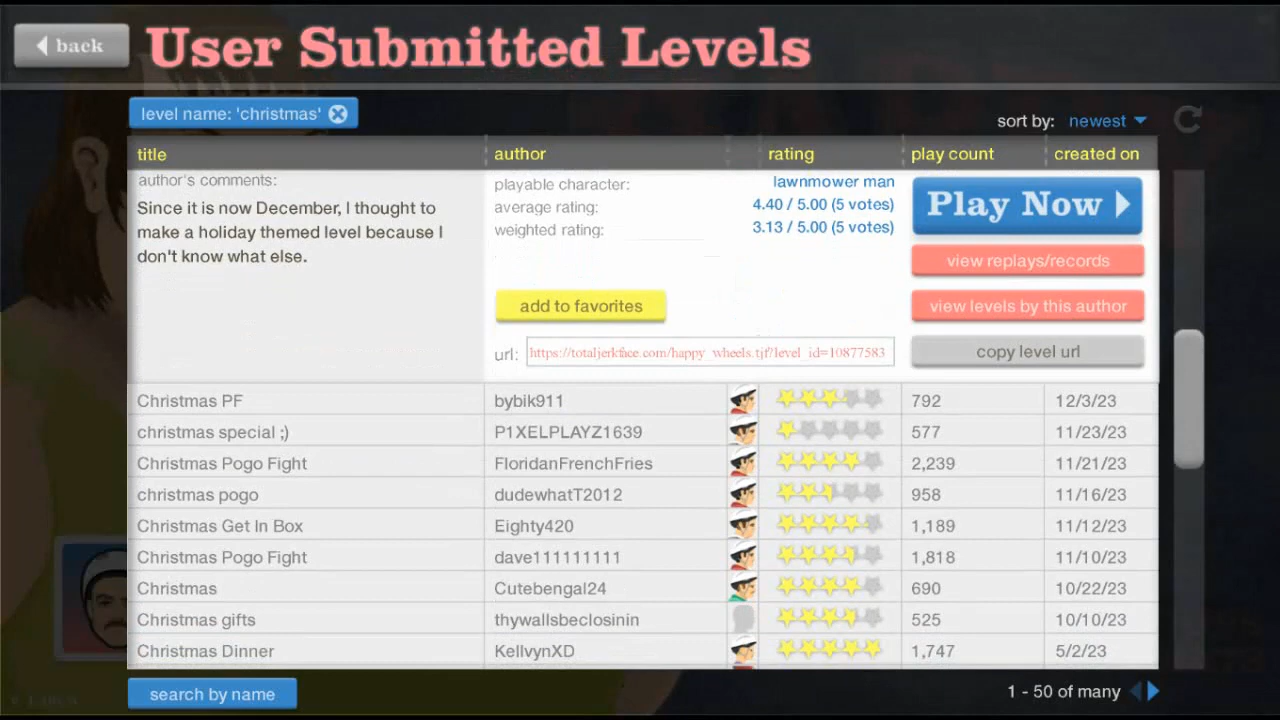 back
User Submitted Levels
level name: 'christmas'
sort by: newest
title author rating play count created on
author's comments:
Since it is now December, I thought to
make a holiday themed level because I
don't know what else.
playable character: lawnmower man
average rating: 4.40 / 5.00 (5 votes)
weighted rating: 3.13 / 5.00 (5 votes)
Play Now
view replays/records
add to favorites
view levels by this author
url: https://totaljerkface.com/happy_wheels.tjf?level_id=10877583
copy level url
Christmas PF bybik911 792 12/3/23
christmas special ;) P1XELPLAYZ1639 577 11/23/23
Christmas Pogo Fight FloridanFrenchFries 2,239 11/21/23
christmas pogo dudewhatT2012 958 11/16/23
Christmas Get In Box Eighty420 1,189 11/12/23
Christmas Pogo Fight dave111111111 1,818 11/10/23
Christmas Cutebengal24 690 10/22/23
Christmas gifts thywallsbeclosinin 525 10/10/23
Christmas Dinner KellvynXD 1,747 5/2/23
search by name
1 - 50 of many